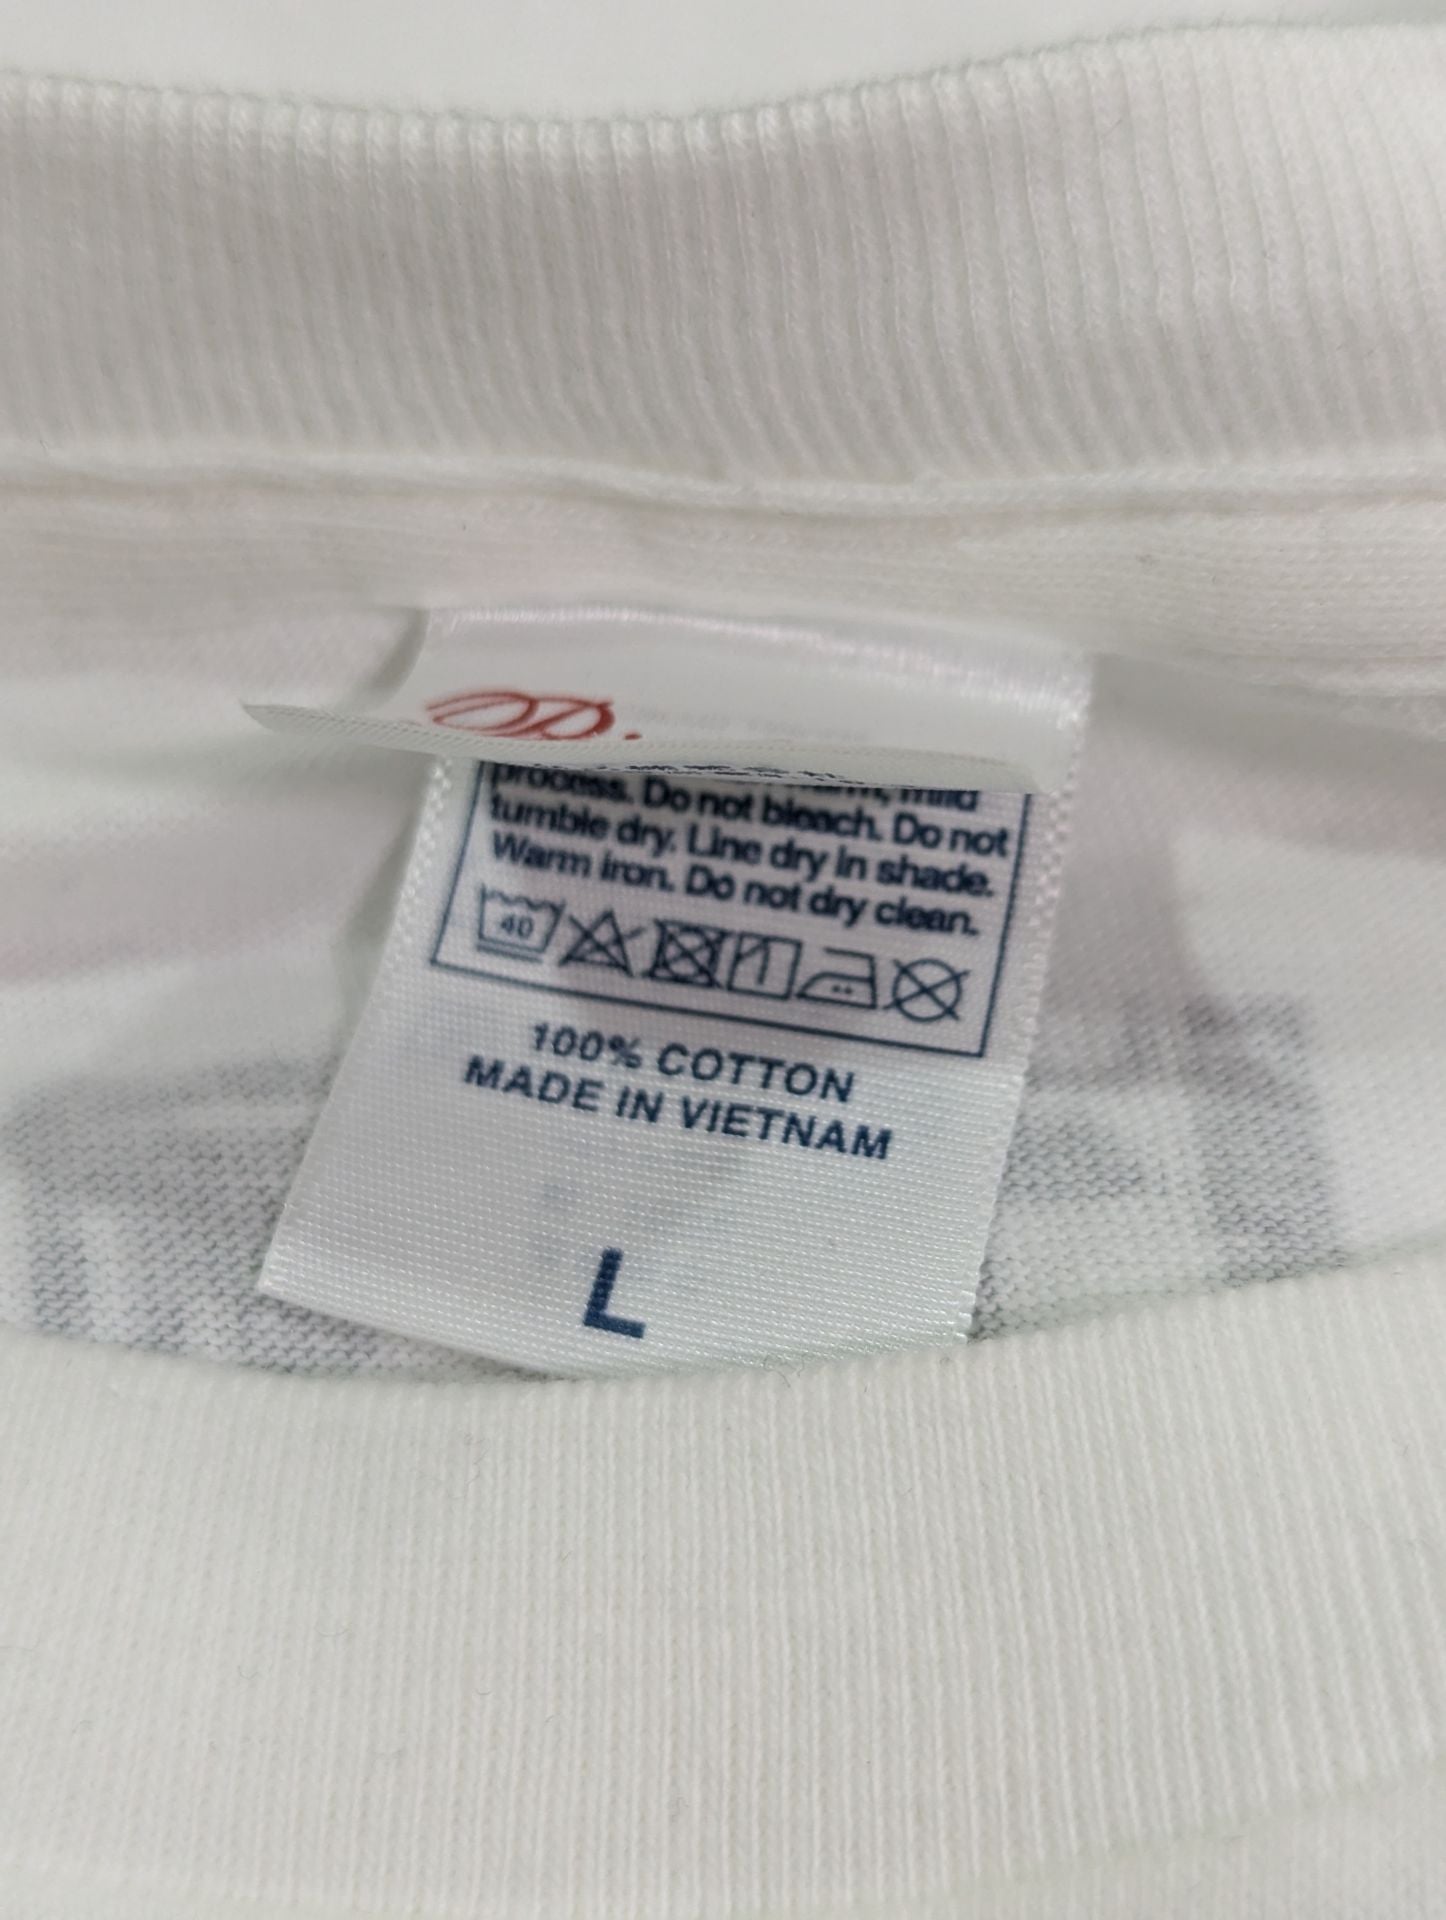 process. Do not bleach. Do not
tumble dry. Line dry in shade.
Warm iron. Do not dry clean.
40
100% COTTON
MADE IN VIETNAM
L